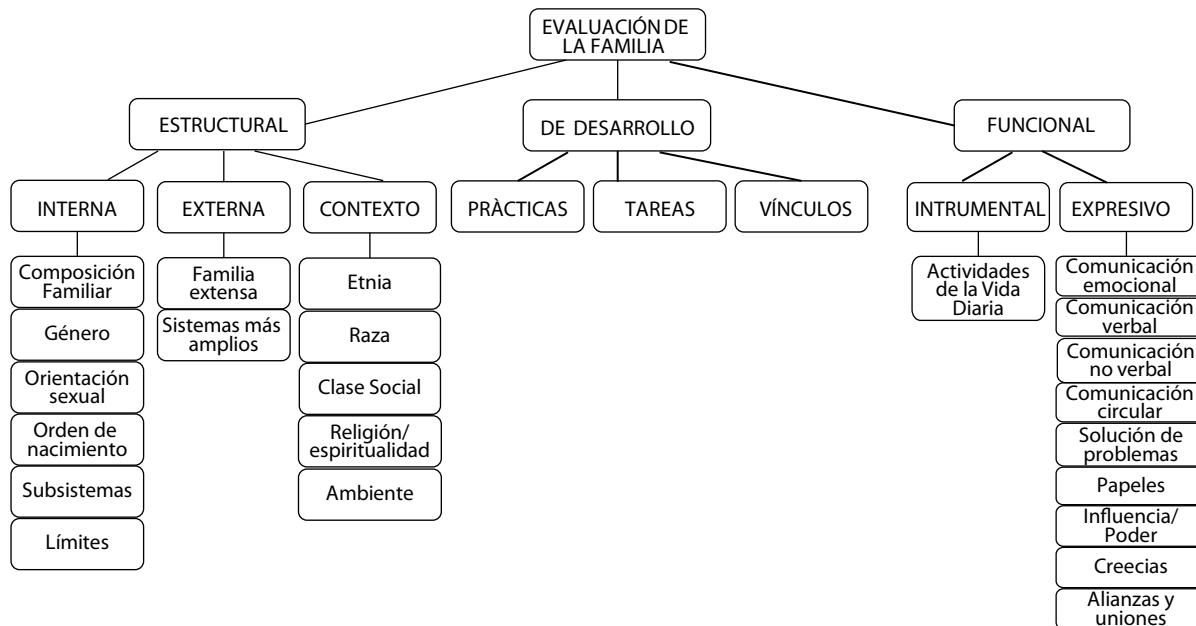 EVALUACIÓN DE
LA FAMILIA
ESTRUCTURAL
DE DESARROLLO
FUNCIONAL
INTERNA
EXTERNA
CONTEXTO
PRÀCTICAS
TAREAS
VÍNCULOS
INTRUMENTAL
EXPRESIVO
Composición
Familiar
Género
Orientación
sexual
Orden de
nacimiento
Subsistemas
Límites
Familia
extensa
Sistemas más
amplios
Etnia
Raza
Clase Social
Religión/
espiritualidad
Ambiente
Actividades
de la Vida
Diaria
Comunicación
emocional
Comunicación
verbal
Comunicación
no verbal
Comunicación
circular
Solución de
problemas
Papeles
Influencia/
Poder
Creecias
Alianzas y
uniones